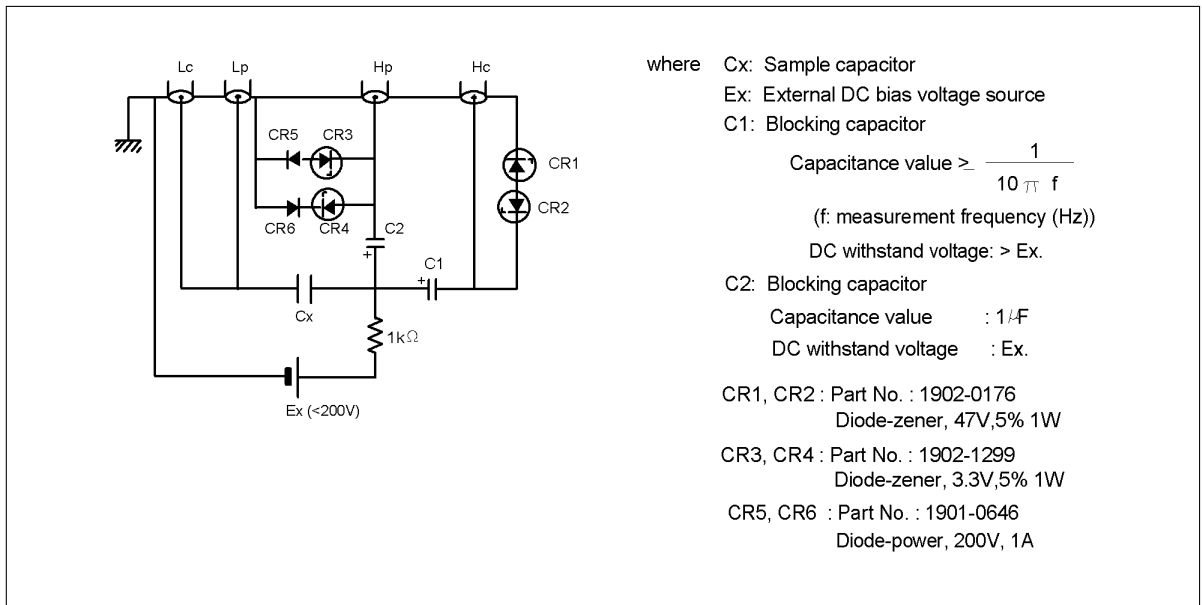 Lc Lp Hp Hc
CR5 CR3
CR1
CR6 CR4
CR2
C2
+
C1
+
Cx
1kΩ
Ex (<200V)
where Cx: Sample capacitor
Ex: External DC bias voltage source
C1: Blocking capacitor
Capacitance value ≥ 1
10 π f
(f: measurement frequency (Hz))
DC withstand voltage: > Ex.
C2: Blocking capacitor
Capacitance value : 1μF
DC withstand voltage : Ex.
CR1, CR2 : Part No. : 1902-0176
Diode-zener, 47V,5% 1W
CR3, CR4 : Part No. : 1902-1299
Diode-zener, 3.3V,5% 1W
CR5, CR6 : Part No. : 1901-0646
Diode-power, 200V, 1A